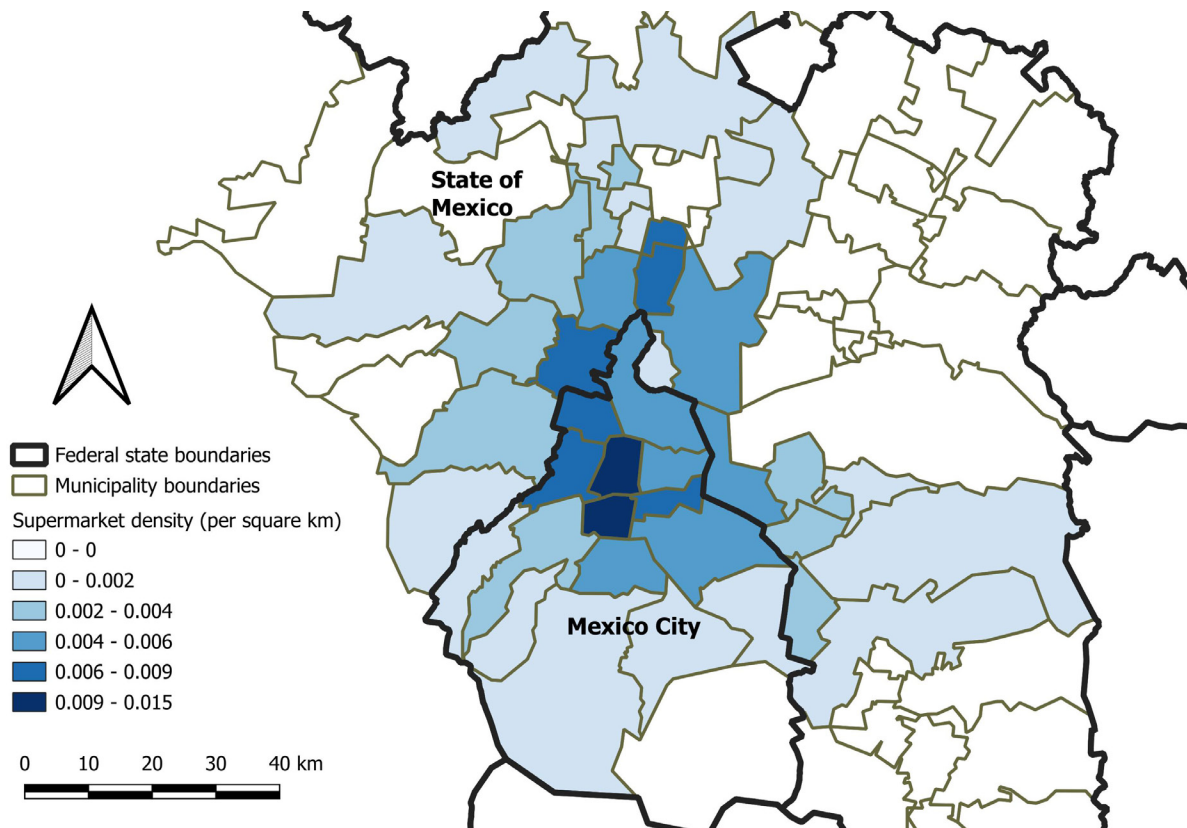 State of
Mexico
Federal state boundaries
Municipality boundaries
Supermarket density (per square km)
0 - 0
0 - 0.002
0.002 - 0.004
0.004 - 0.006
0.006 - 0.009
0.009 - 0.015
Mexico City
0 10 20 30 40 km